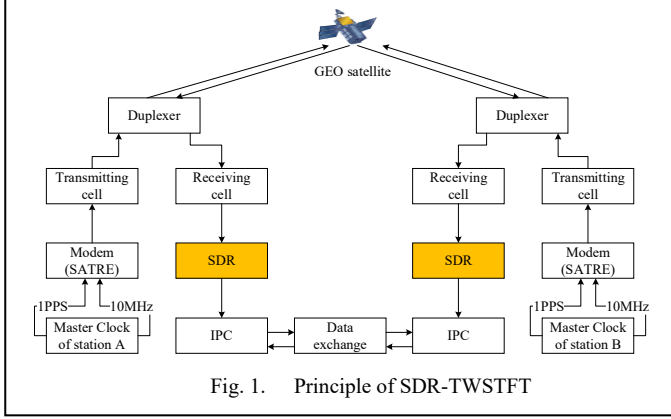 GEO satellite
Duplexer
Duplexer
Transmitting
cell
Receiving
cell
Receiving
cell
Transmitting
cell
Modem
(SATRE)
SDR
SDR
Modem
(SATRE)
1PPS
10MHz
1PPS
10MHz
Master Clock
of station A
IPC
Data
exchange
IPC
Master Clock
of station B
Fig. 1. Principle of SDR-TWSTFT